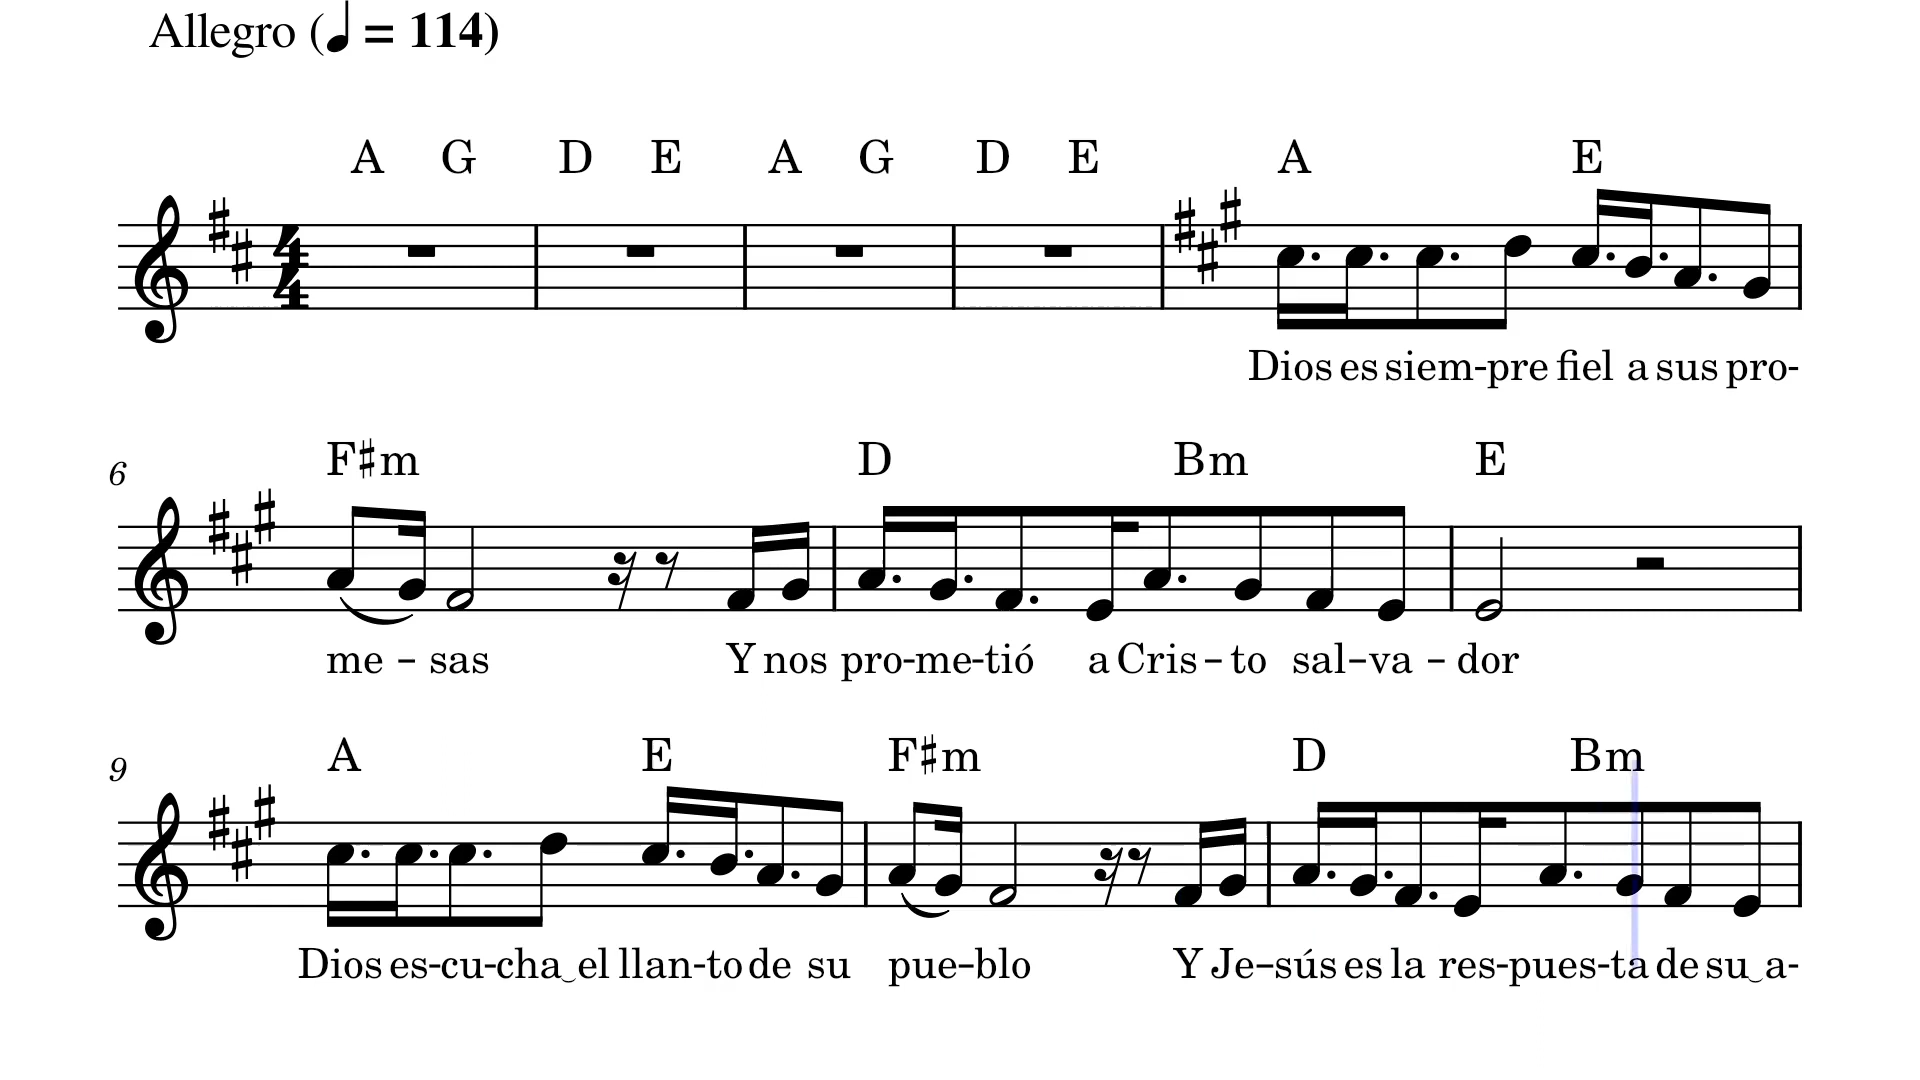 Allegro (♩ = 114)
A G D E A G D E A E
4/4
Dios es siem-pre fiel a sus pro-
6
F♯m D Bm E
me - sas Y nos pro-me-tió a Cris-to sal-va - dor
9
A E F♯m D Bm
Dios es-cu-cha‿el llan-to de su pue-blo Y Je-sús es la res-pues-ta de su‿a-